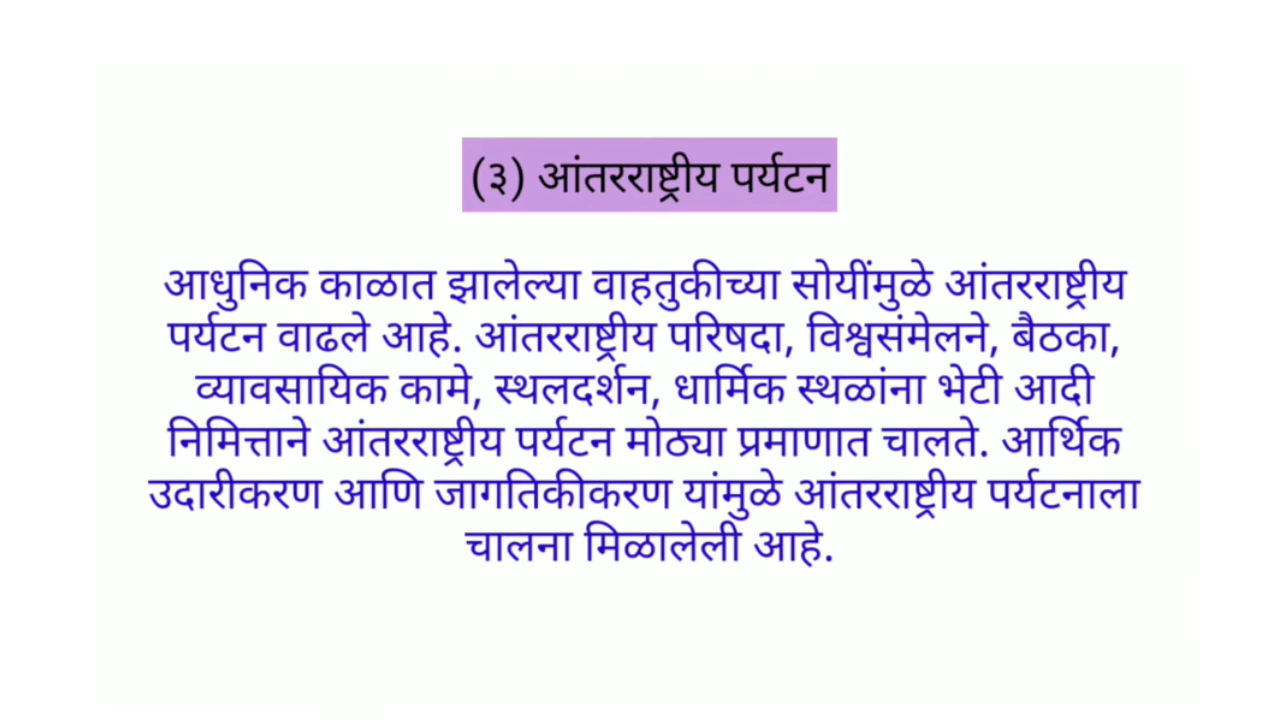 (३) आंतरराष्ट्रीय पर्यटन
आधुनिक काळात झालेल्या वाहतुकीच्या सोयींमुळे आंतरराष्ट्रीय
पर्यटन वाढले आहे. आंतरराष्ट्रीय परिषदा, विश्वसंमेलने, बैठका,
व्यावसायिक कामे, स्थलदर्शन, धार्मिक स्थळांना भेटी आदी
निमित्ताने आंतरराष्ट्रीय पर्यटन मोठ्या प्रमाणात चालते. आर्थिक
उदारीकरण आणि जागतिकीकरण यांमुळे आंतरराष्ट्रीय पर्यटनाला
चालना मिळालेली आहे.